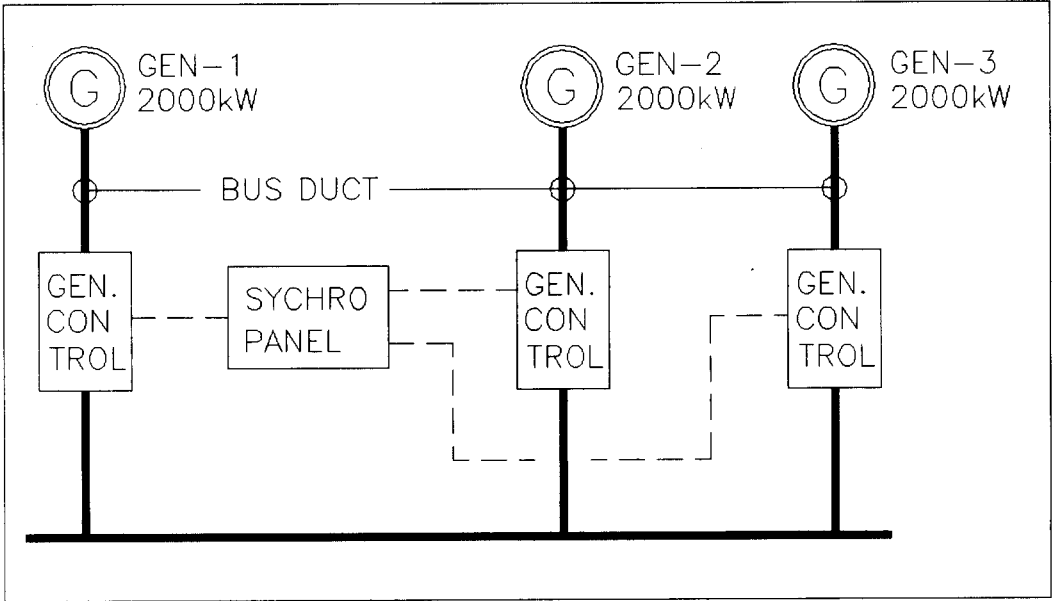 GEN-1
2000kW
GEN-2
2000kW
GEN-3
2000kW
G
G
G
BUS DUCT
GEN.
CON
TROL
SYCHRO
PANEL
GEN.
CON
TROL
GEN.
CON
TROL